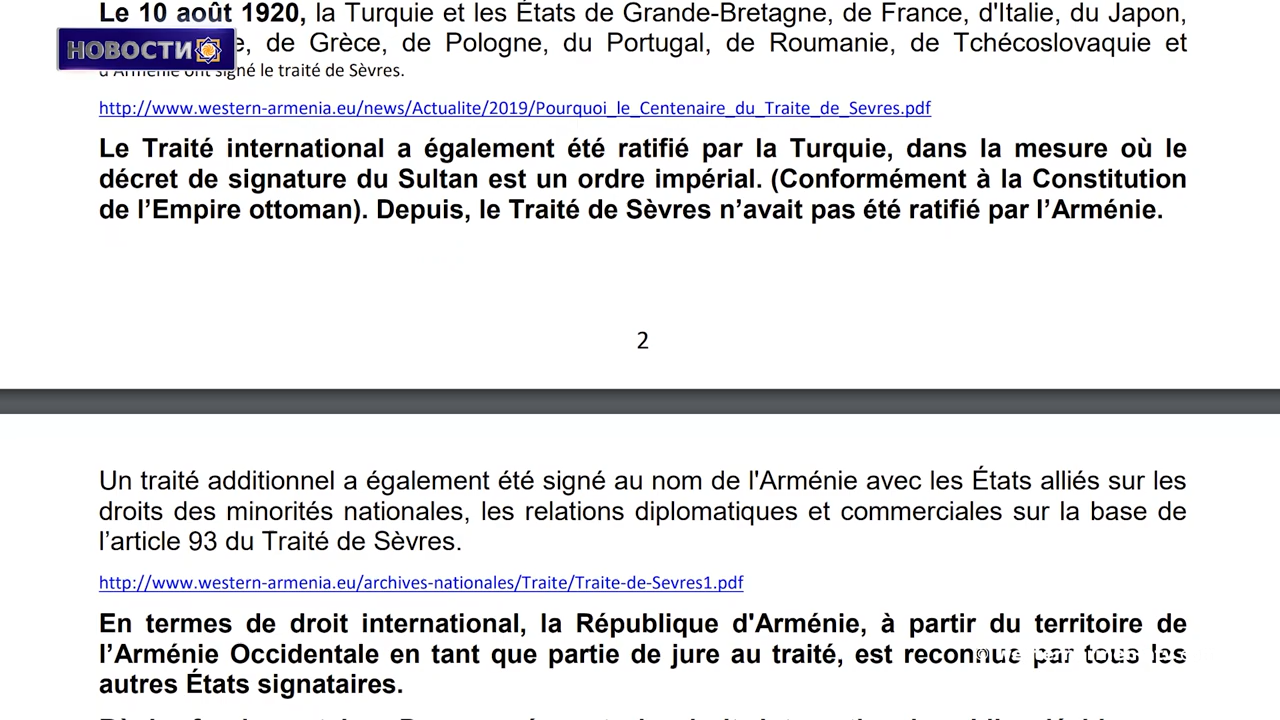 Le 10 août 1920, la Turquie et les États de Grande-Bretagne, de France, d'Italie, du Japon,
НОВОСТИ
de Grèce, de Pologne, du Portugal, de Roumanie, de Tchécoslovaquie et
d'Arménie ont signé le traité de Sèvres.
http://www.western-armenia.eu/news/Actualite/2019/Pourquoi_le_Centenaire_du_Traite_de_Sevres.pdf
Le Traité international a également été ratifié par la Turquie, dans la mesure où le
décret de signature du Sultan est un ordre impérial. (Conformément à la Constitution
de l’Empire ottoman). Depuis, le Traité de Sèvres n’avait pas été ratifié par l’Arménie.
2
Un traité additionnel a également été signé au nom de l'Arménie avec les États alliés sur les
droits des minorités nationales, les relations diplomatiques et commerciales sur la base de
l’article 93 du Traité de Sèvres.
http://www.western-armenia.eu/archives-nationales/Traite/Traite-de-Sevres1.pdf
En termes de droit international, la République d'Arménie, à partir du territoire de
l’Arménie Occidentale en tant que partie de jure au traité, est reconnue par tous les
autres États signataires.